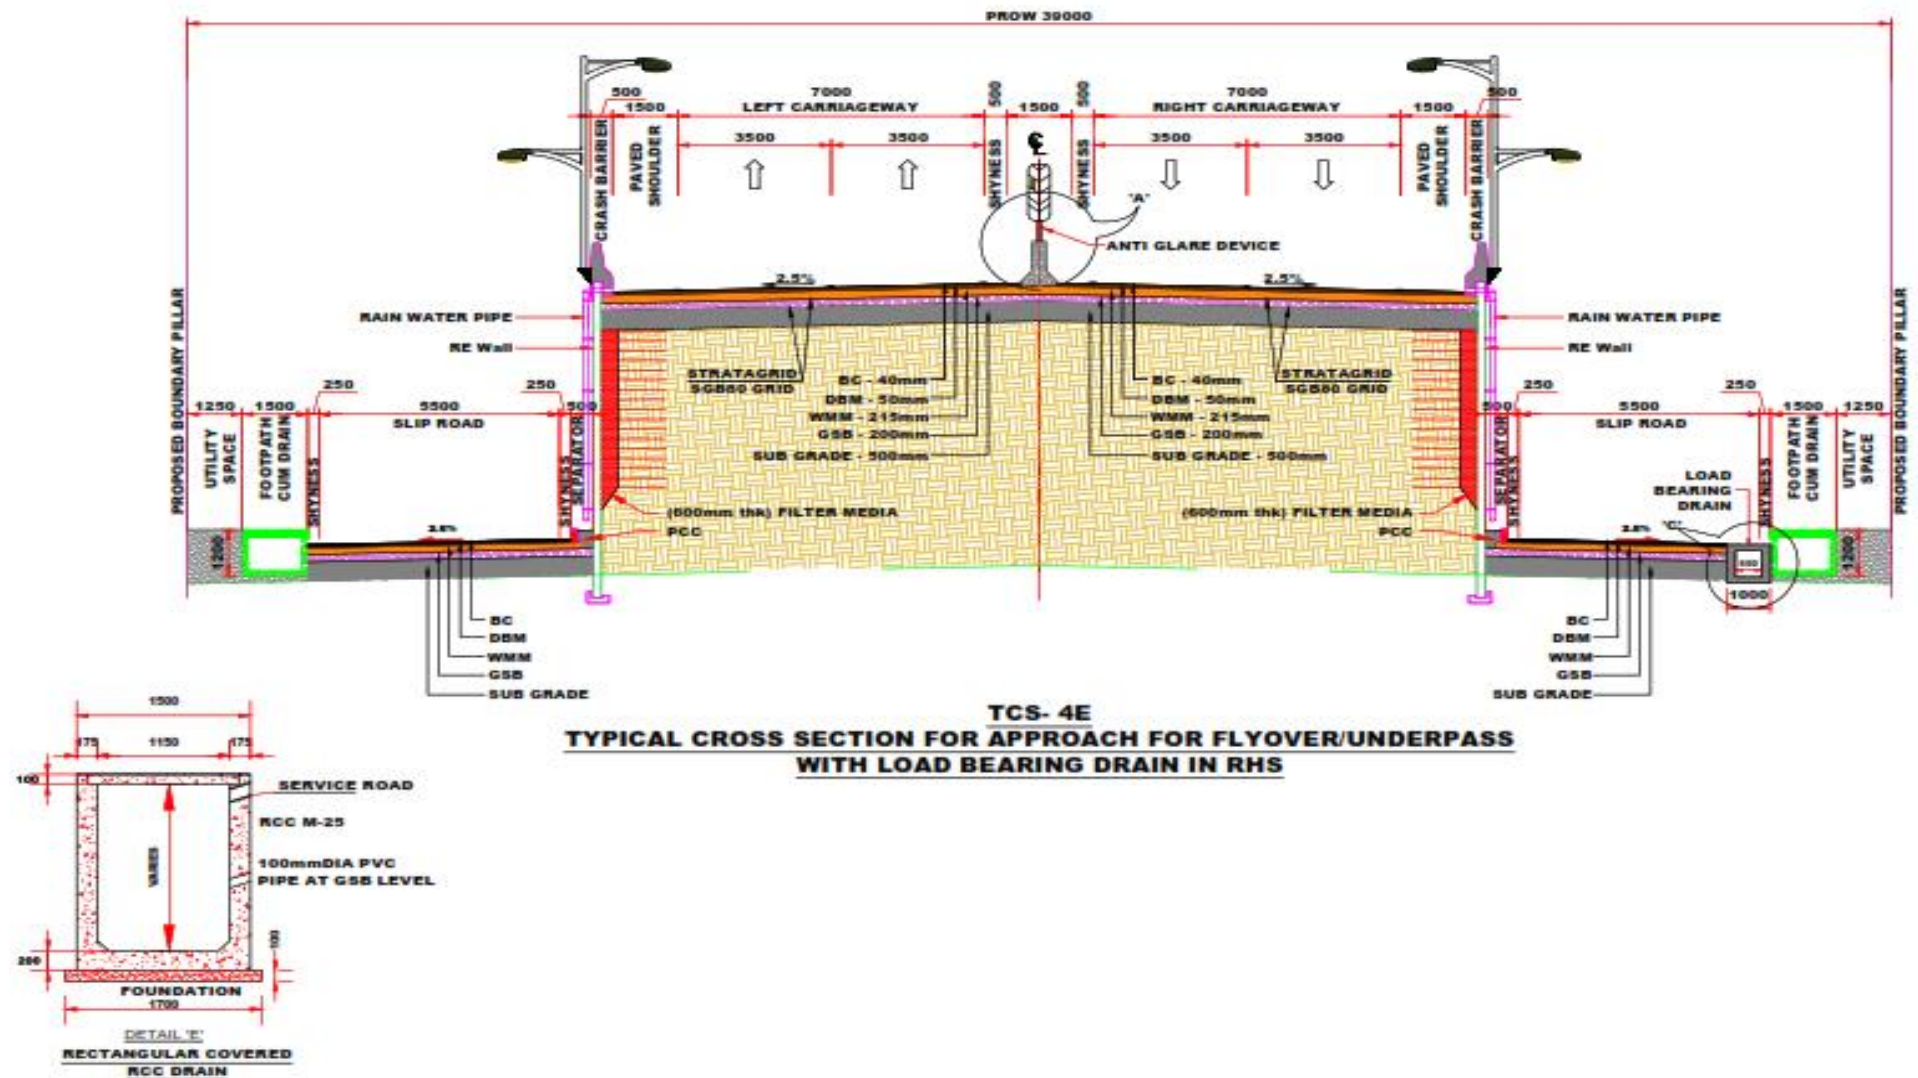 PROW 39000
500
1500
7000
LEFT CARRIAGEWAY
500
1500
500
7000
RIGHT CARRIAGEWAY
1500
500
3500
3500
3500
3500
CRASH BARRIER
PAVED SHOULDER
SHYNESS
SHYNESS
PAVED SHOULDER
CRASH BARRIER
'A'
ANTI GLARE DEVICE
2.5%
2.5%
PROPOSED BOUNDARY PILLAR
RAIN WATER PIPE
RE Wall
RAIN WATER PIPE
RE Wall
PROPOSED BOUNDARY PILLAR
STRATAGRID
SGB80 GRID
BC - 40mm
DBM - 50mm
WMM - 215mm
GSB - 200mm
SUB GRADE - 500mm
BC - 40mm
DBM - 50mm
WMM - 215mm
GSB - 200mm
SUB GRADE - 500mm
STRATAGRID
SGB80 GRID
1250
1500
250
5500
SLIP ROAD
250
500
500
250
5500
SLIP ROAD
250
1500
1250
UTILITY SPACE
FOOTPATH CUM DRAIN
SHYNESS
SHYNESS
SEPARATOR
SEPARATOR
SHYNESS
LOAD
BEARING
DRAIN
SHYNESS
FOOTPATH CUM DRAIN
UTILITY SPACE
(600mm thk) FILTER MEDIA
PCC
(600mm thk) FILTER MEDIA
PCC
1200
'C'
1200
1000
BC
DBM
WMM
GSB
SUB GRADE
BC
DBM
WMM
GSB
SUB GRADE
TCS- 4E
TYPICAL CROSS SECTION FOR APPROACH FOR FLYOVER/UNDERPASS
WITH LOAD BEARING DRAIN IN RHS
1500
175
1150
175
100
SERVICE ROAD
RCC M-25
VARIES
100mmDIA PVC
PIPE AT GSB LEVEL
200
100
FOUNDATION
1700
DETAIL 'E'
RECTANGULAR COVERED
RCC DRAIN